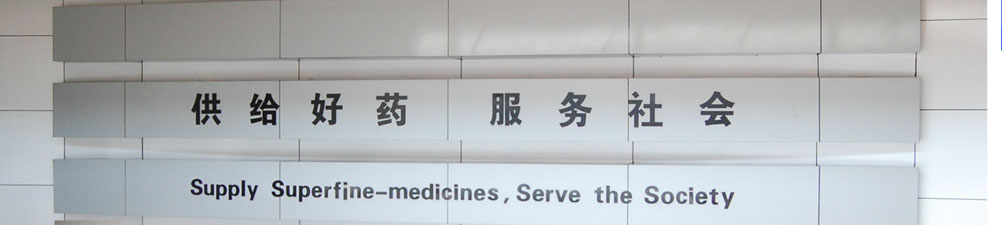 供给好药 服务社会
Supply Superfine-medicines, Serve the Society